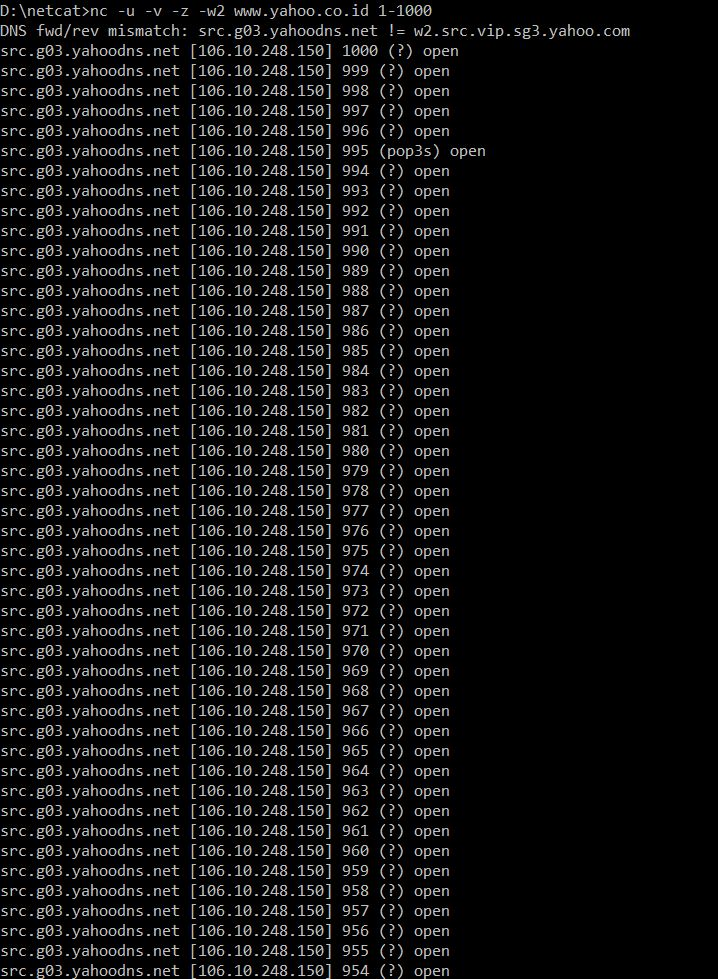 D:\netcat>nc -u -v -z -w2 www.yahoo.co.id 1-1000
DNS fwd/rev mismatch: src.g03.yahoodns.net != w2.src.vip.sg3.yahoo.com
src.g03.yahoodns.net [106.10.248.150] 1000 (?) open
src.g03.yahoodns.net [106.10.248.150] 999 (?) open
src.g03.yahoodns.net [106.10.248.150] 998 (?) open
src.g03.yahoodns.net [106.10.248.150] 997 (?) open
src.g03.yahoodns.net [106.10.248.150] 996 (?) open
src.g03.yahoodns.net [106.10.248.150] 995 (pop3s) open
src.g03.yahoodns.net [106.10.248.150] 994 (?) open
src.g03.yahoodns.net [106.10.248.150] 993 (?) open
src.g03.yahoodns.net [106.10.248.150] 992 (?) open
src.g03.yahoodns.net [106.10.248.150] 991 (?) open
src.g03.yahoodns.net [106.10.248.150] 990 (?) open
src.g03.yahoodns.net [106.10.248.150] 989 (?) open
src.g03.yahoodns.net [106.10.248.150] 988 (?) open
src.g03.yahoodns.net [106.10.248.150] 987 (?) open
src.g03.yahoodns.net [106.10.248.150] 986 (?) open
src.g03.yahoodns.net [106.10.248.150] 985 (?) open
src.g03.yahoodns.net [106.10.248.150] 984 (?) open
src.g03.yahoodns.net [106.10.248.150] 983 (?) open
src.g03.yahoodns.net [106.10.248.150] 982 (?) open
src.g03.yahoodns.net [106.10.248.150] 981 (?) open
src.g03.yahoodns.net [106.10.248.150] 980 (?) open
src.g03.yahoodns.net [106.10.248.150] 979 (?) open
src.g03.yahoodns.net [106.10.248.150] 978 (?) open
src.g03.yahoodns.net [106.10.248.150] 977 (?) open
src.g03.yahoodns.net [106.10.248.150] 976 (?) open
src.g03.yahoodns.net [106.10.248.150] 975 (?) open
src.g03.yahoodns.net [106.10.248.150] 974 (?) open
src.g03.yahoodns.net [106.10.248.150] 973 (?) open
src.g03.yahoodns.net [106.10.248.150] 972 (?) open
src.g03.yahoodns.net [106.10.248.150] 971 (?) open
src.g03.yahoodns.net [106.10.248.150] 970 (?) open
src.g03.yahoodns.net [106.10.248.150] 969 (?) open
src.g03.yahoodns.net [106.10.248.150] 968 (?) open
src.g03.yahoodns.net [106.10.248.150] 967 (?) open
src.g03.yahoodns.net [106.10.248.150] 966 (?) open
src.g03.yahoodns.net [106.10.248.150] 965 (?) open
src.g03.yahoodns.net [106.10.248.150] 964 (?) open
src.g03.yahoodns.net [106.10.248.150] 963 (?) open
src.g03.yahoodns.net [106.10.248.150] 962 (?) open
src.g03.yahoodns.net [106.10.248.150] 961 (?) open
src.g03.yahoodns.net [106.10.248.150] 960 (?) open
src.g03.yahoodns.net [106.10.248.150] 959 (?) open
src.g03.yahoodns.net [106.10.248.150] 958 (?) open
src.g03.yahoodns.net [106.10.248.150] 957 (?) open
src.g03.yahoodns.net [106.10.248.150] 956 (?) open
src.g03.yahoodns.net [106.10.248.150] 955 (?) open
src.g03.yahoodns.net [106.10.248.150] 954 (?) open